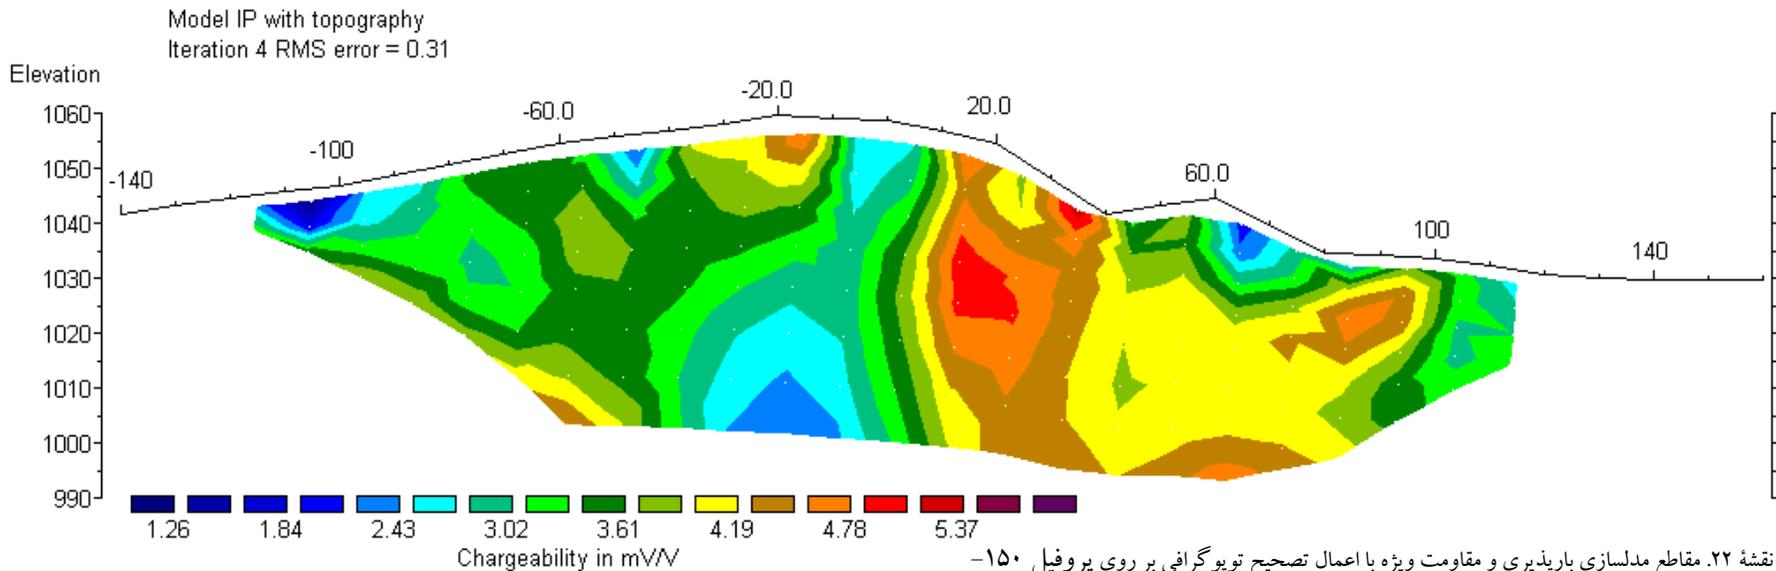 Model IP with topography
Iteration 4 RMS error = 0.31
Elevation
-20.0
-60.0
20.0
1060
-100
1050
-140
60.0
1040
100
1030
140
1020
1010
1000
990
1.26 1.84 2.43 3.02 3.61 4.19 4.78 5.37
Chargeability in mV/V
نقشهٔ ۲۲. مقاطع مدلسازی بارپذیری و مقاومت ویژه با اعمال تصحیح توپوگرافی بر روی پروفیل ۱۵۰-